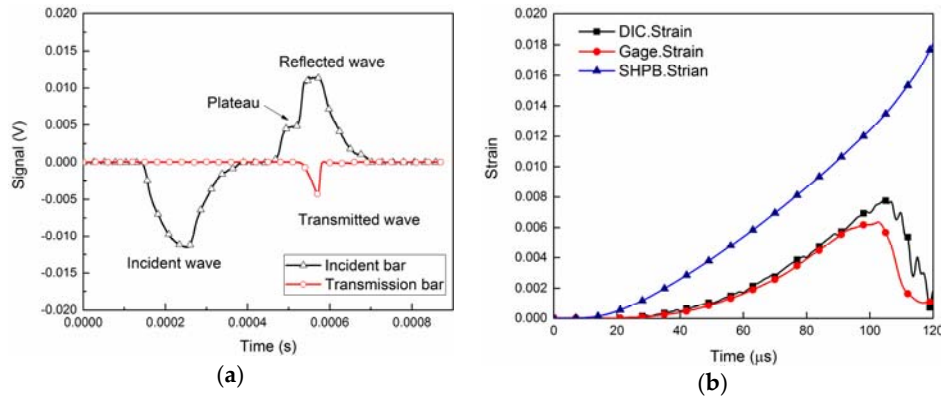 (a)
0.020
0.015
0.010
0.005
0.000
-0.005
-0.010
-0.015
-0.020
Signal (V)
Reflected wave
Plateau
Incident wave
Transmitted wave
Incident bar
Transmission bar
0.0000 0.0002 0.0004 0.0006 0.0008
Time (s)
(a)
(b)
0.020
0.018
0.016
0.014
0.012
0.010
0.008
0.006
0.004
0.002
0.000
Strain
DIC.Strain
Gage.Strain
SHPB.Strian
0 20 40 60 80 100 120
Time (μs)
(b)